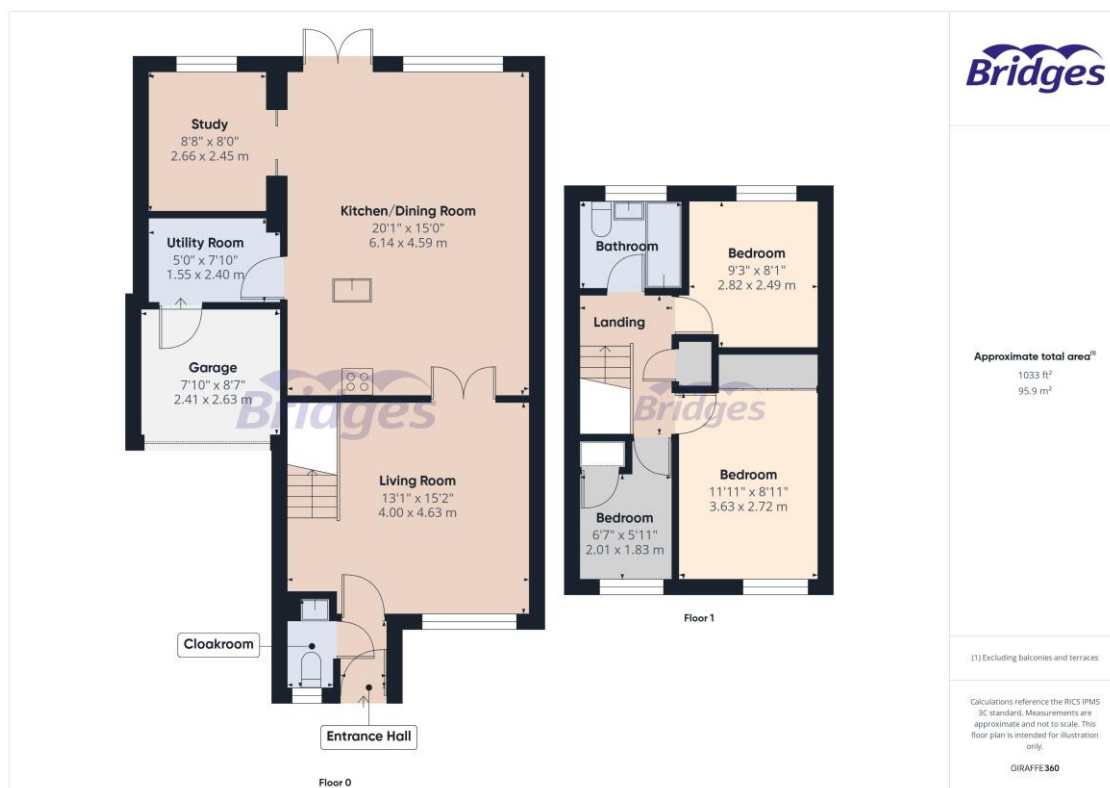 Study
8'8" x 8'0"
2.66 x 2.45 m
Kitchen/Dining Room
20'1" x 15'0"
6.14 x 4.59 m
Utility Room
5'0" x 7'10"
1.55 x 2.40 m
Garage
7'10" x 8'7"
2.41 x 2.63 m
Bridges
Living Room
13'1" x 15'2"
4.00 x 4.63 m
Cloakroom
Entrance Hall
Floor 0
Bathroom
Bedroom
9'3" x 8'1"
2.82 x 2.49 m
Landing
Bridges
Bedroom
11'11" x 8'11"
3.63 x 2.72 m
Bedroom
6'7" x 5'11"
2.01 x 1.83 m
Floor 1
Bridges
Approximate total area(1)
1033 ft²
95.9 m²
(1) Excluding balconies and terraces
Calculations reference the RICS IPMS
3C standard. Measurements are
approximate and not to scale. This
floor plan is intended for illustration
only.
GIRAFFE360